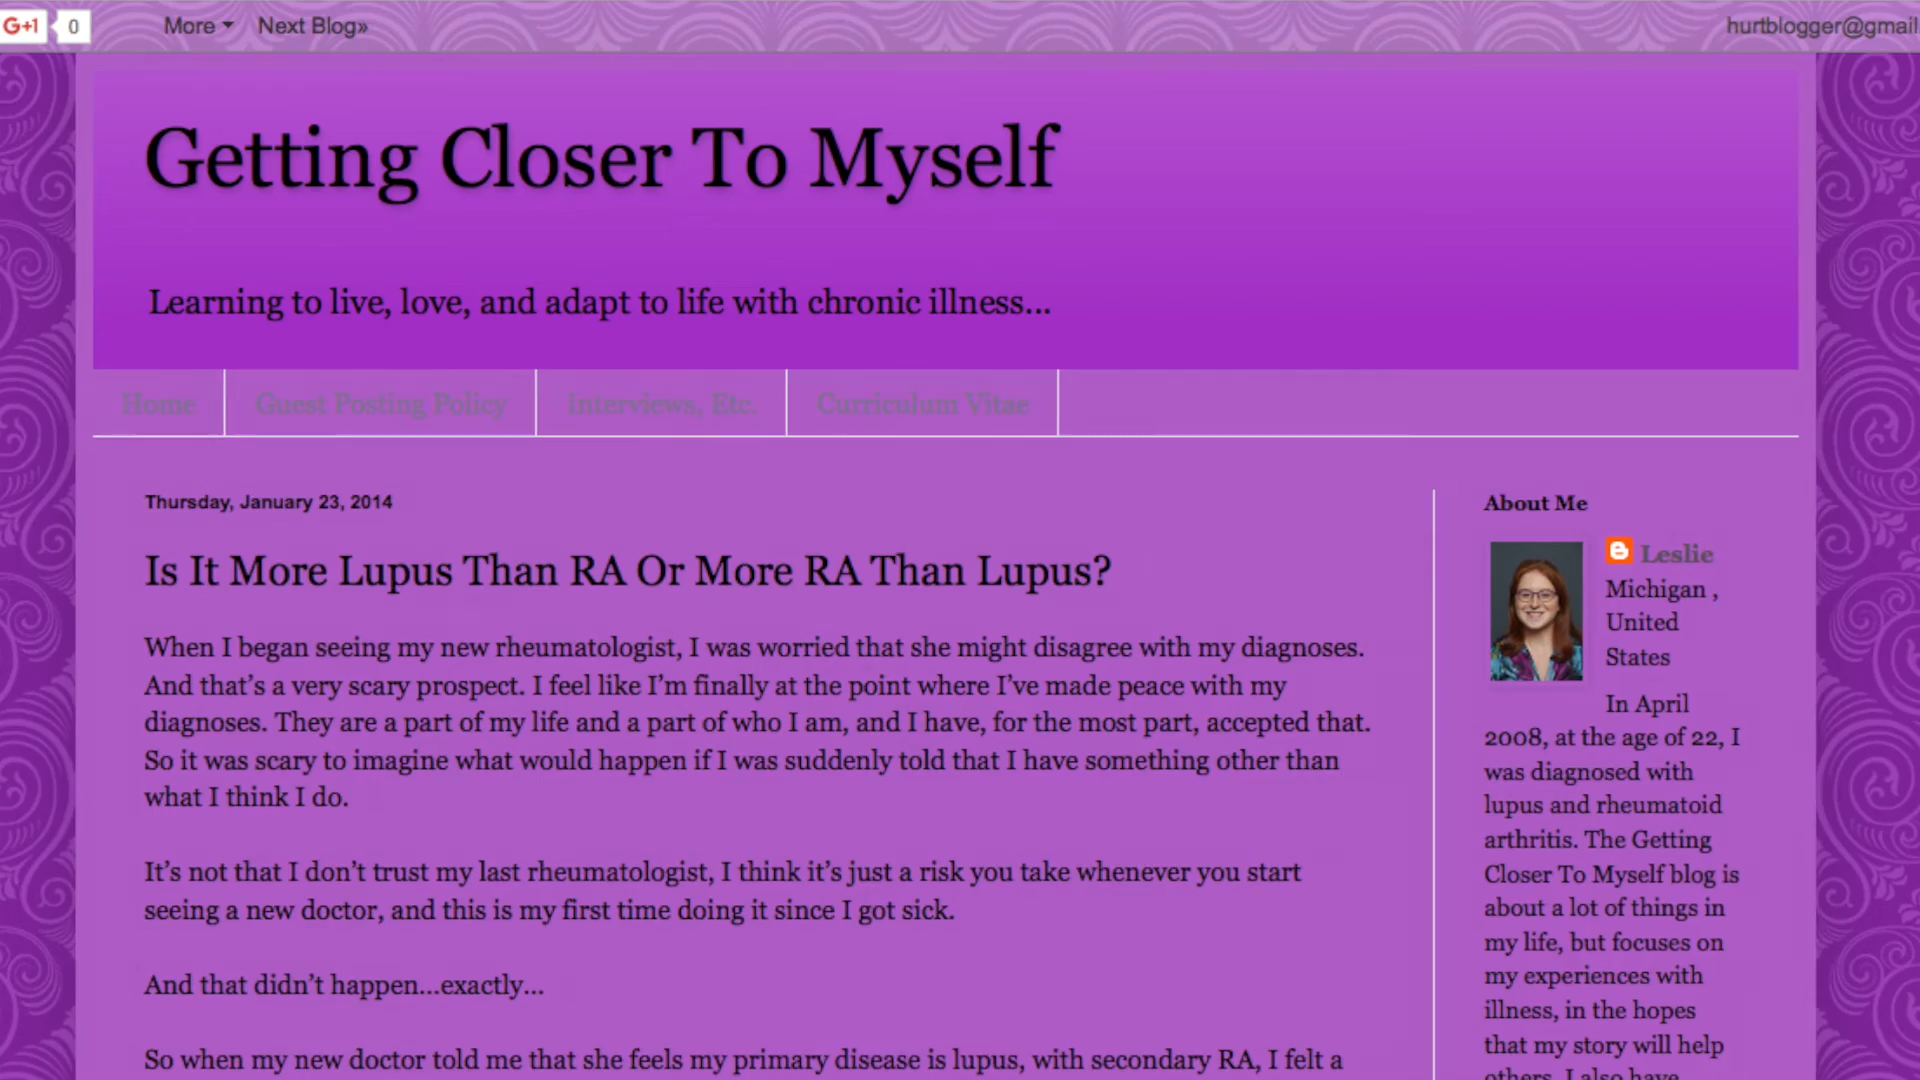 G+1 0 More Next Blog» hurtblogger@gmail
Getting Closer To Myself
Learning to live, love, and adapt to life with chronic illness...
Home Guest Posting Policy Interviews, Etc. Curriculum Vitae
Thursday, January 23, 2014
Is It More Lupus Than RA Or More RA Than Lupus?
When I began seeing my new rheumatologist, I was worried that she might disagree with my diagnoses.
And that’s a very scary prospect. I feel like I’m finally at the point where I’ve made peace with my
diagnoses. They are a part of my life and a part of who I am, and I have, for the most part, accepted that.
So it was scary to imagine what would happen if I was suddenly told that I have something other than
what I think I do.
It’s not that I don’t trust my last rheumatologist, I think it’s just a risk you take whenever you start
seeing a new doctor, and this is my first time doing it since I got sick.
And that didn’t happen...exactly...
So when my new doctor told me that she feels my primary disease is lupus, with secondary RA, I felt a
About Me
Leslie
Michigan ,
United
States
In April
2008, at the age of 22, I
was diagnosed with
lupus and rheumatoid
arthritis. The Getting
Closer To Myself blog is
about a lot of things in
my life, but focuses on
my experiences with
illness, in the hopes
that my story will help
others. I also have